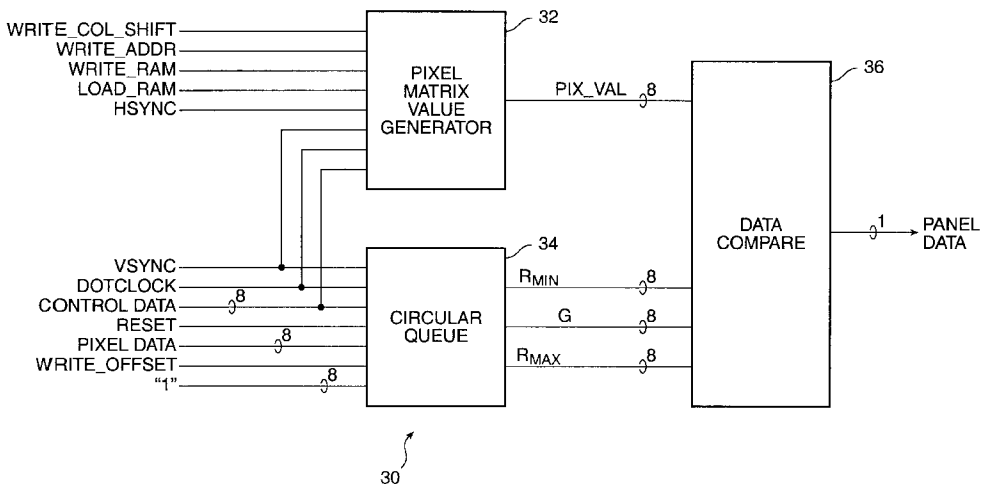 WRITE_COL_SHIFT
WRITE_ADDR
WRITE_RAM
LOAD_RAM
HSYNC
32
PIXEL
MATRIX
VALUE
GENERATOR
PIX_VAL
8
36
DATA
COMPARE
1
PANEL
DATA
VSYNC
DOTCLOCK
CONTROL DATA
8
RESET
PIXEL DATA
8
WRITE_OFFSET
"1"
8
34
CIRCULAR
QUEUE
RMIN
8
G
8
RMAX
8
30